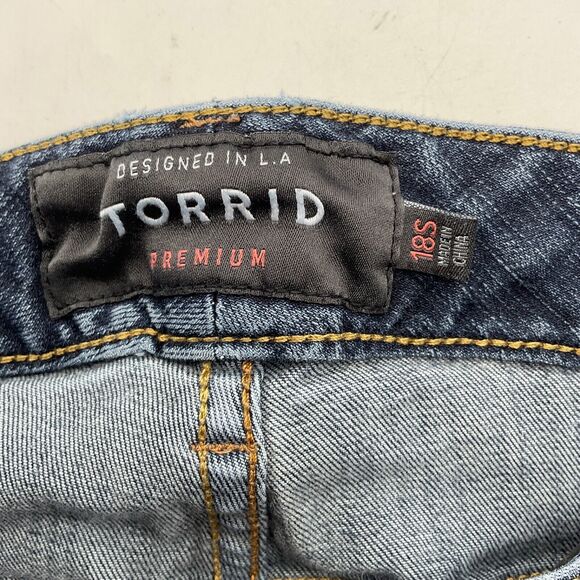 DESIGNED IN L.A
TORRID
PREMIUM
18S
MADE IN
CHINA